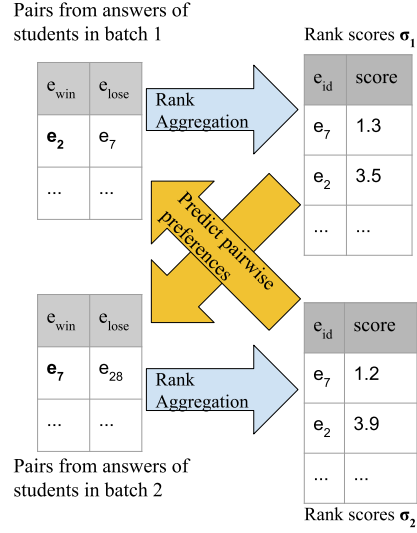 Pairs from answers of
students in batch 1
Rank scores σ₁
e_win e_lose
e₂ e₇
... ...
Rank
Aggregation
e_id score
e₇ 1.3
e₂ 3.5
... ...
Predict pairwise
preferences
e_win e_lose
e₇ e₂₈
... ...
Rank
Aggregation
e_id score
e₇ 1.2
e₂ 3.9
... ...
Pairs from answers of
students in batch 2
Rank scores σ₂